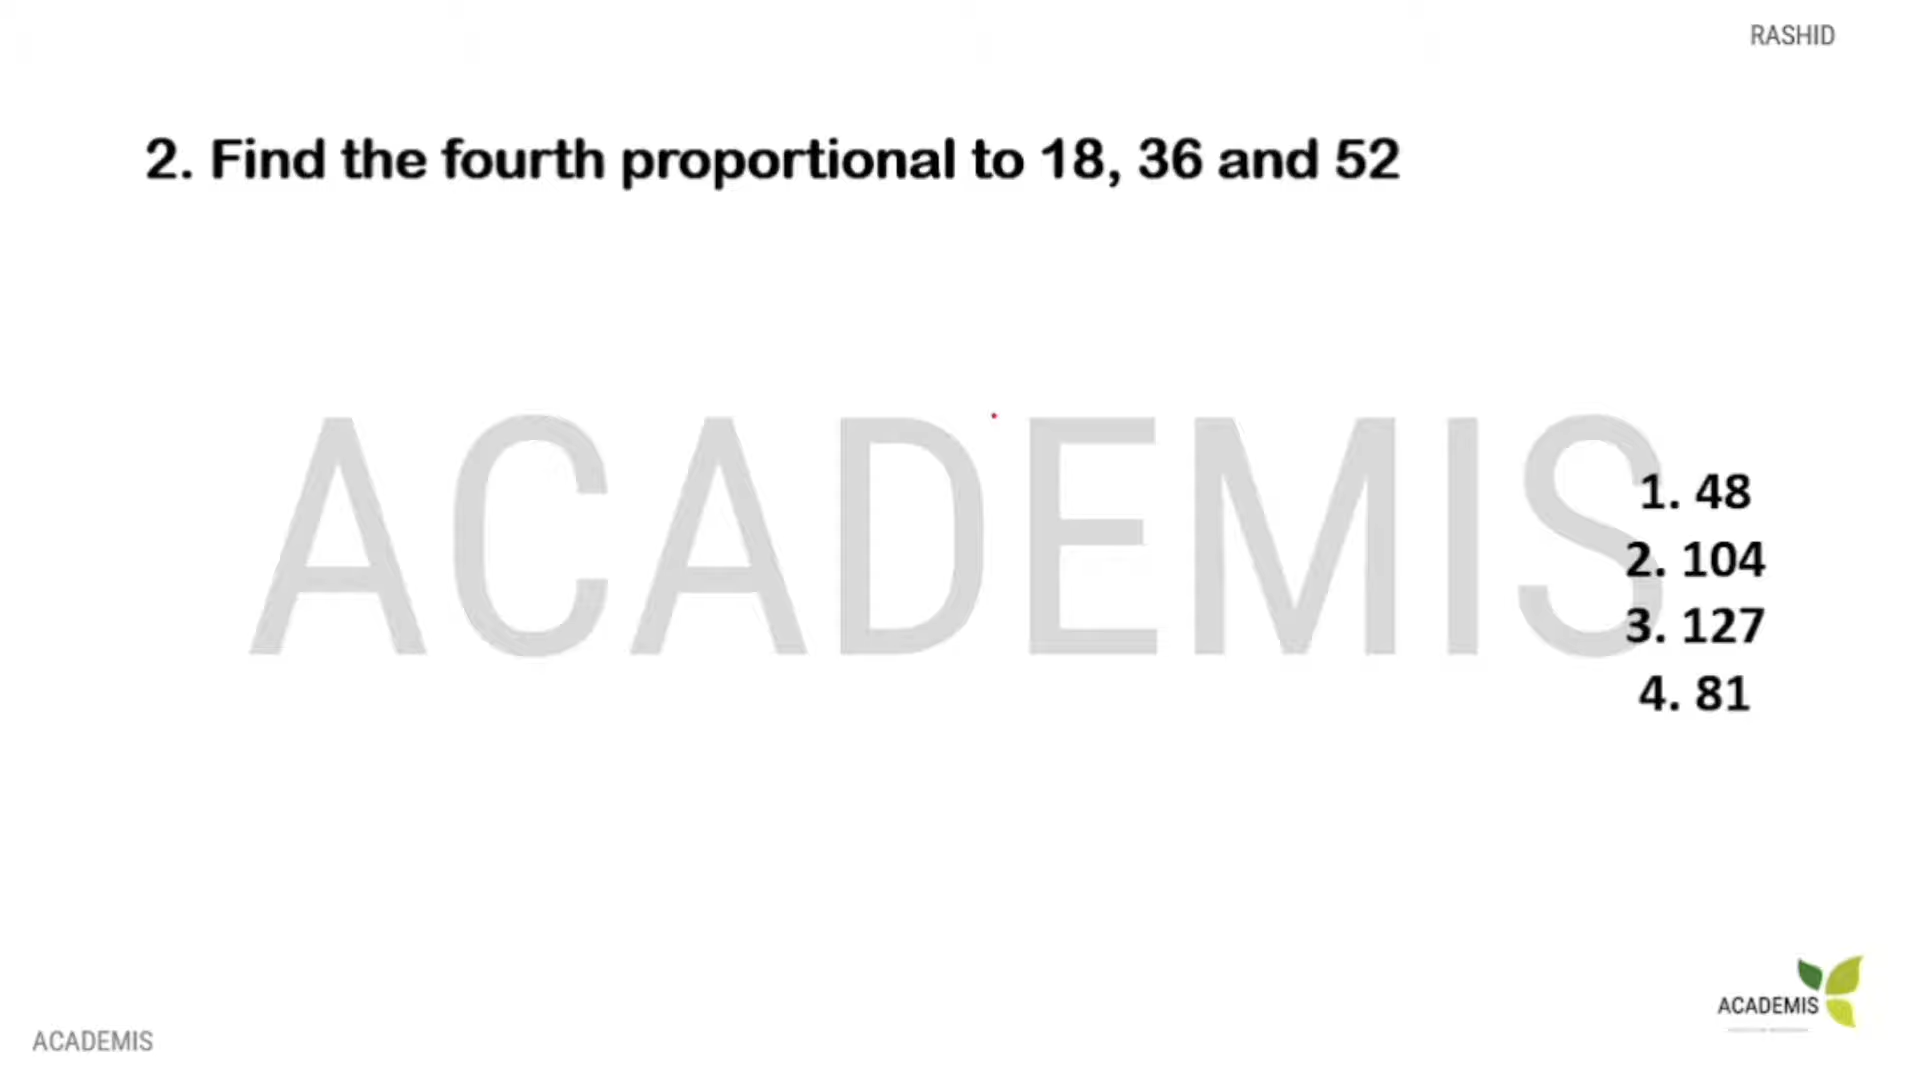 RASHID
2. Find the fourth proportional to 18, 36 and 52
ACADEMIS
1. 48
2. 104
3. 127
4. 81
ACADEMIS
ACADEMIS